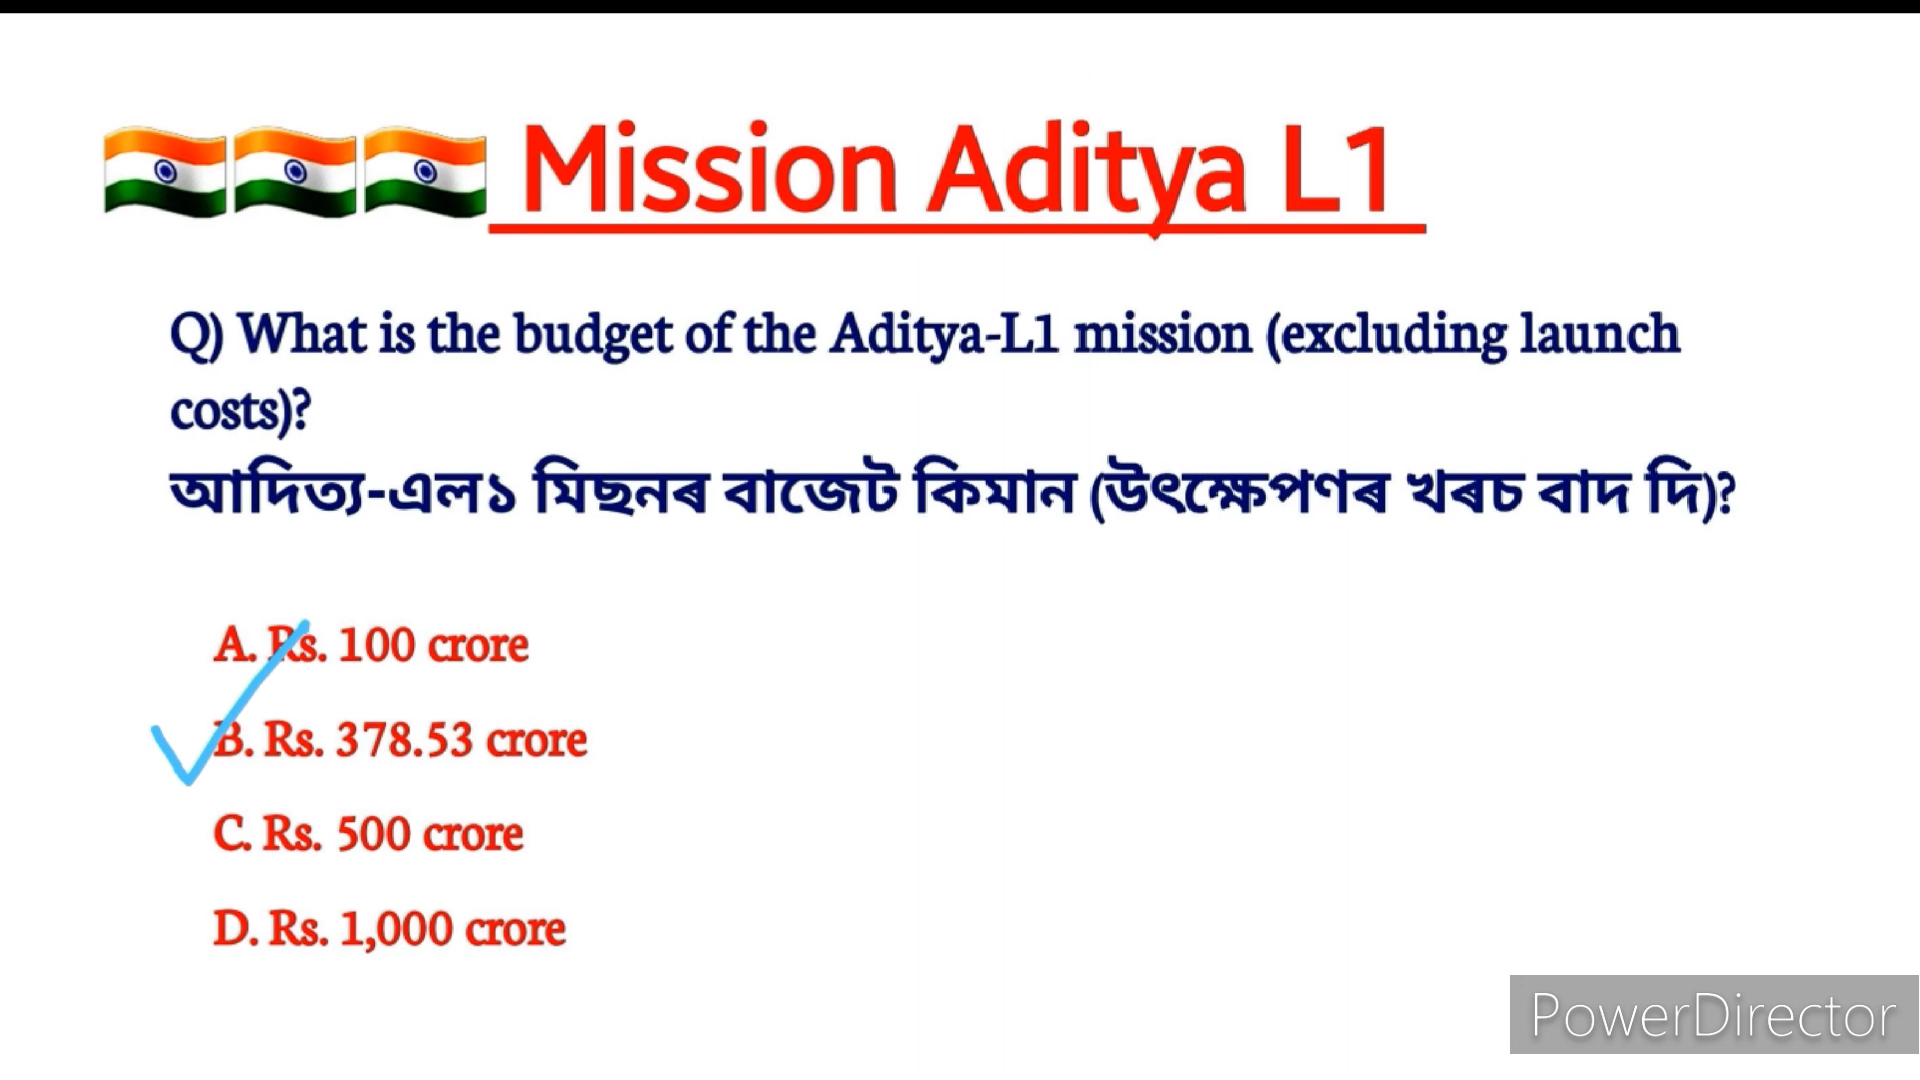 🇮🇳🇮🇳🇮🇳 Mission Aditya L1
Q) What is the budget of the Aditya-L1 mission (excluding launch
costs)?
আদিত্য-এল১ মিছনৰ বাজেট কিমান (উৎক্ষেপণৰ খৰচ বাদ দি)?
A. Rs. 100 crore
B. Rs. 378.53 crore
C. Rs. 500 crore
D. Rs. 1,000 crore
PowerDirector